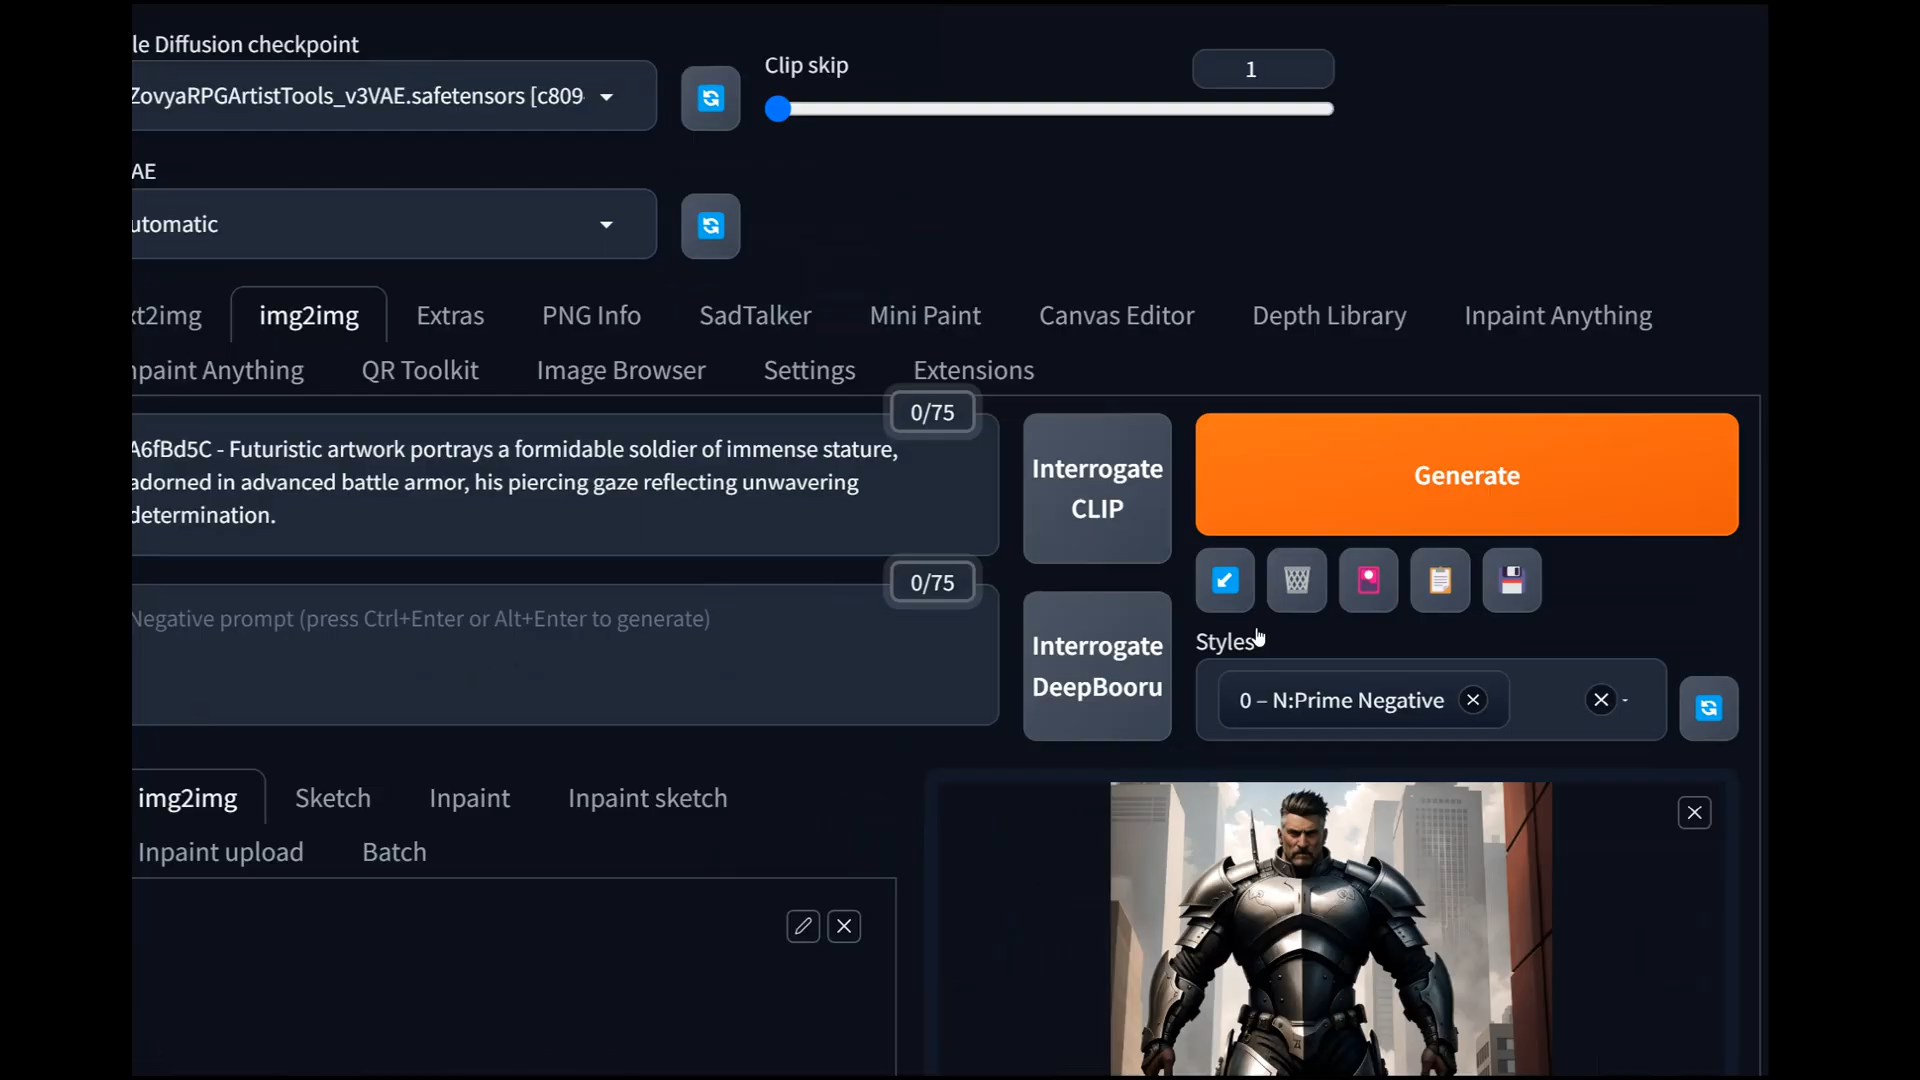 le Diffusion checkpoint
Clip skip
1
ZovyaRPGArtistTools_v3VAE.safetensors [c809
AE
utomatic
xt2img
img2img
Extras
PNG Info
SadTalker
Mini Paint
Canvas Editor
Depth Library
Inpaint Anything
npaint Anything
QR Toolkit
Image Browser
Settings
Extensions
0/75
A6fBd5C - Futuristic artwork portrays a formidable soldier of immense stature,
adorned in advanced battle armor, his piercing gaze reflecting unwavering
determination.
Interrogate
CLIP
Generate
0/75
Negative prompt (press Ctrl+Enter or Alt+Enter to generate)
Interrogate
DeepBooru
Styles
0 – N:Prime Negative
img2img
Sketch
Inpaint
Inpaint sketch
Inpaint upload
Batch